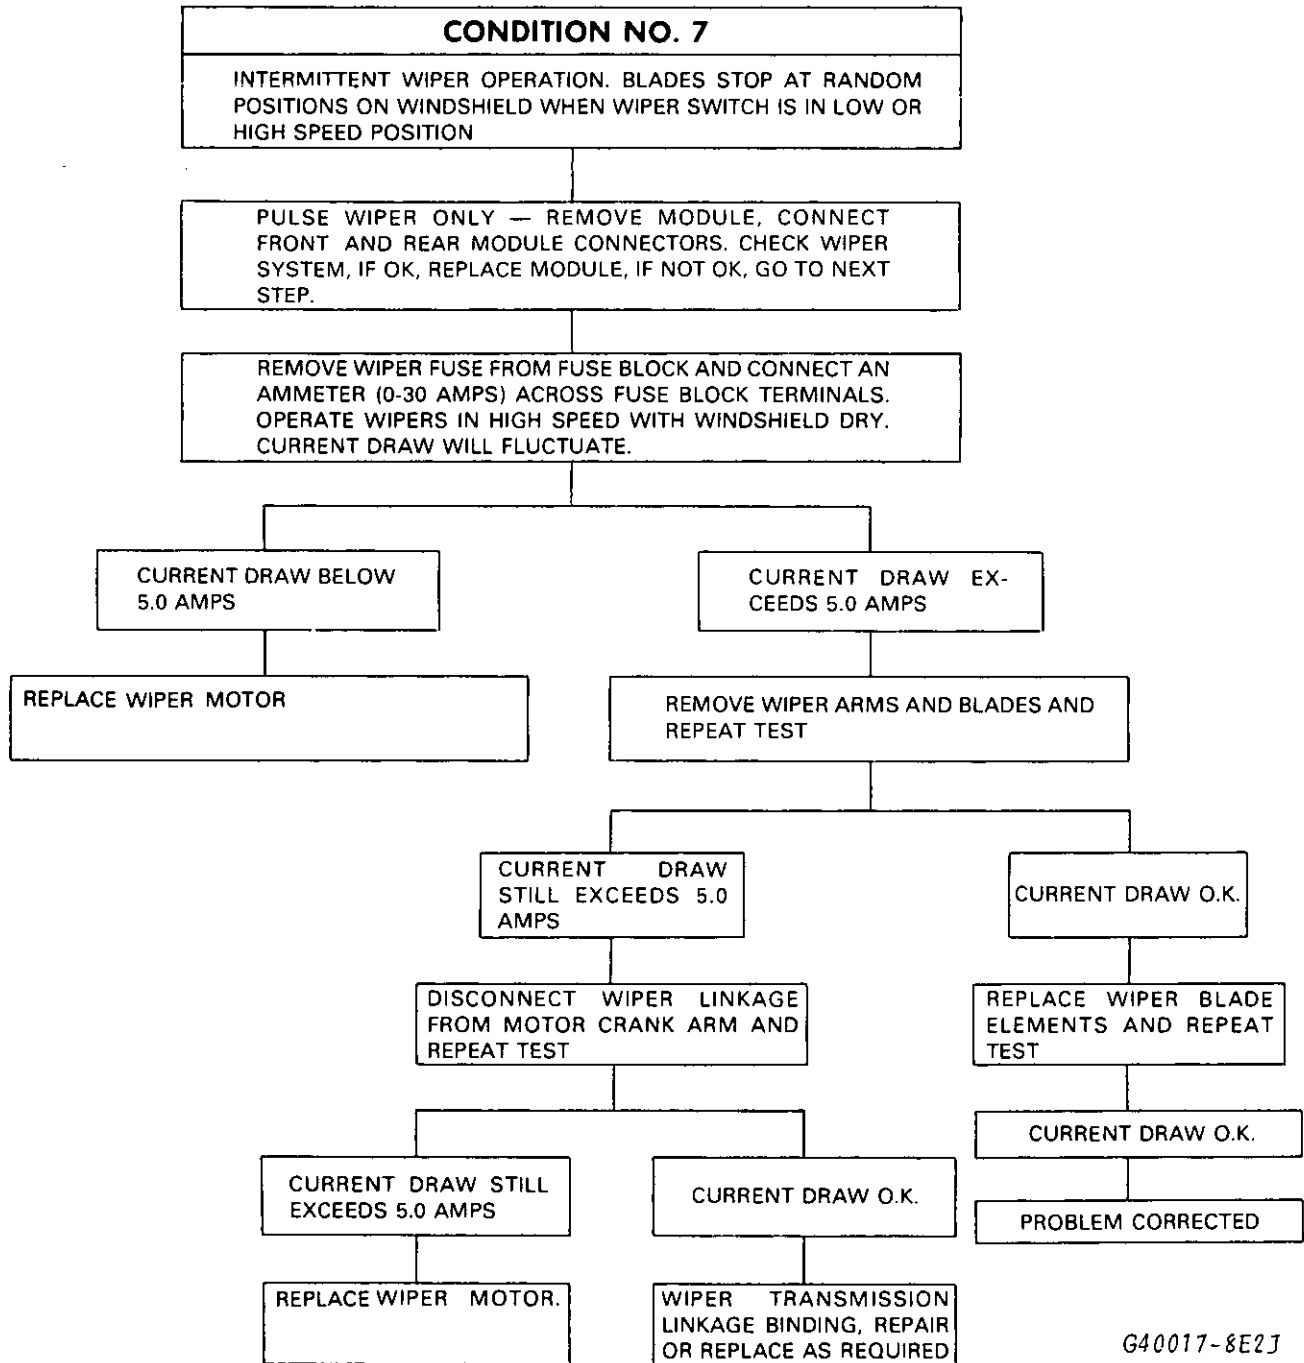 CONDITION NO. 7
INTERMITTENT WIPER OPERATION. BLADES STOP AT RANDOM
POSITIONS ON WINDSHIELD WHEN WIPER SWITCH IS IN LOW OR
HIGH SPEED POSITION
PULSE WIPER ONLY — REMOVE MODULE, CONNECT
FRONT AND REAR MODULE CONNECTORS. CHECK WIPER
SYSTEM, IF OK, REPLACE MODULE, IF NOT OK, GO TO NEXT
STEP.
REMOVE WIPER FUSE FROM FUSE BLOCK AND CONNECT AN
AMMETER (0-30 AMPS) ACROSS FUSE BLOCK TERMINALS.
OPERATE WIPERS IN HIGH SPEED WITH WINDSHIELD DRY.
CURRENT DRAW WILL FLUCTUATE.
CURRENT DRAW BELOW
5.0 AMPS
CURRENT DRAW EX-
CEEDS 5.0 AMPS
REPLACE WIPER MOTOR
REMOVE WIPER ARMS AND BLADES AND
REPEAT TEST
CURRENT DRAW
STILL EXCEEDS 5.0
AMPS
CURRENT DRAW O.K.
DISCONNECT WIPER LINKAGE
FROM MOTOR CRANK ARM AND
REPEAT TEST
REPLACE WIPER BLADE
ELEMENTS AND REPEAT
TEST
CURRENT DRAW O.K.
CURRENT DRAW STILL
EXCEEDS 5.0 AMPS
CURRENT DRAW O.K.
PROBLEM CORRECTED
REPLACE WIPER MOTOR.
WIPER TRANSMISSION
LINKAGE BINDING, REPAIR
OR REPLACE AS REQUIRED
G40017-8E2J